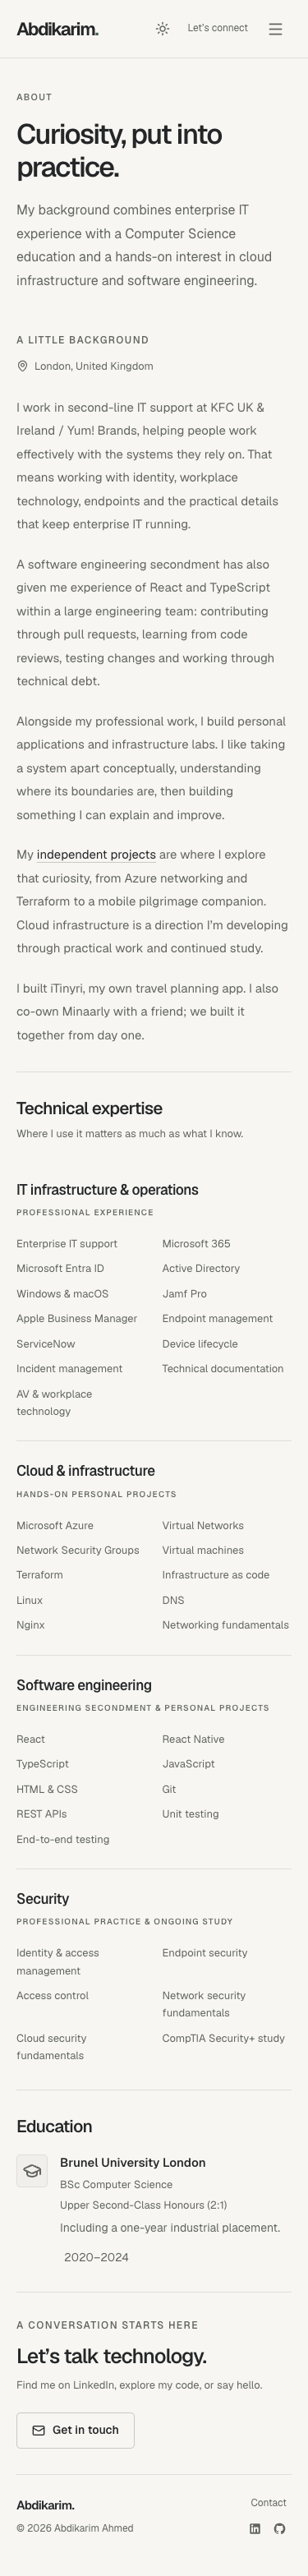 Abdikarim.
Let's connect
ABOUT
Curiosity, put into
practice.
My background combines enterprise IT
experience with a Computer Science
education and a hands-on interest in cloud
infrastructure and software engineering.
A LITTLE BACKGROUND
London, United Kingdom
I work in second-line IT support at KFC UK &
Ireland / Yum! Brands, helping people work
effectively with the systems they rely on. That
means working with identity, workplace
technology, endpoints and the practical details
that keep enterprise IT running.
A software engineering secondment has also
given me experience of React and TypeScript
within a large engineering team: contributing
through pull requests, learning from code
reviews, testing changes and working through
technical debt.
Alongside my professional work, I build personal
applications and infrastructure labs. I like taking
a system apart conceptually, understanding
where its boundaries are, then building
something I can explain and improve.
My independent projects are where I explore
that curiosity, from Azure networking and
Terraform to a mobile pilgrimage companion.
Cloud infrastructure is a direction I'm developing
through practical work and continued study.
I built iTinyri, my own travel planning app. I also
co-own Minaarly with a friend; we built it
together from day one.
Technical expertise
Where I use it matters as much as what I know.
IT infrastructure & operations
PROFESSIONAL EXPERIENCE
Enterprise IT support
Microsoft 365
Microsoft Entra ID
Active Directory
Windows & macOS
Jamf Pro
Apple Business Manager
Endpoint management
ServiceNow
Device lifecycle
Incident management
Technical documentation
AV & workplace
technology
Cloud & infrastructure
HANDS-ON PERSONAL PROJECTS
Microsoft Azure
Virtual Networks
Network Security Groups
Virtual machines
Terraform
Infrastructure as code
Linux
DNS
Nginx
Networking fundamentals
Software engineering
ENGINEERING SECONDMENT & PERSONAL PROJECTS
React
React Native
TypeScript
JavaScript
HTML & CSS
Git
REST APIs
Unit testing
End-to-end testing
Security
PROFESSIONAL PRACTICE & ONGOING STUDY
Identity & access
management
Endpoint security
Access control
Network security
fundamentals
Cloud security
fundamentals
CompTIA Security+ study
Education
Brunel University London
BSc Computer Science
Upper Second-Class Honours (2:1)
Including a one-year industrial placement.
2020–2024
A CONVERSATION STARTS HERE
Let's talk technology.
Find me on LinkedIn, explore my code, or say hello.
Get in touch
Abdikarim.
Contact
© 2026 Abdikarim Ahmed